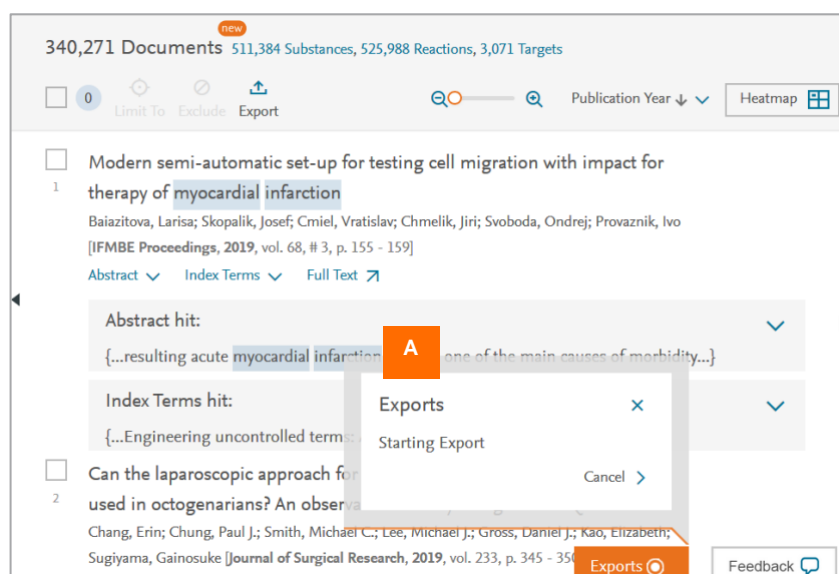 new
340,271 Documents 511,384 Substances, 525,988 Reactions, 3,071 Targets
0 Limit To Exclude Export Publication Year Heatmap
Modern semi-automatic set-up for testing cell migration with impact for
1 therapy of myocardial infarction
Baiazitova, Larisa; Skopalik, Josef; Cmiel, Vratislav; Chmelik, Jiri; Svoboda, Ondrej; Provaznik, Ivo
[IFMBE Proceedings, 2019, vol. 68, # 3, p. 155 - 159]
Abstract Index Terms Full Text
Abstract hit:
A
{...resulting acute myocardial infarction one of the main causes of morbidity...}
Index Terms hit:
{...Engineering uncontrolled terms:
Exports
Starting Export
Cancel
Can the laparoscopic approach for
2 used in octogenarians? An observa
Chang, Erin; Chung, Paul J.; Smith, Michael C.; Lee, Michael J.; Gross, Daniel J.; Kao, Elizabeth;
Sugiyama, Gainosuke [Journal of Surgical Research, 2019, vol. 233, p. 345 - 350
Exports Feedback